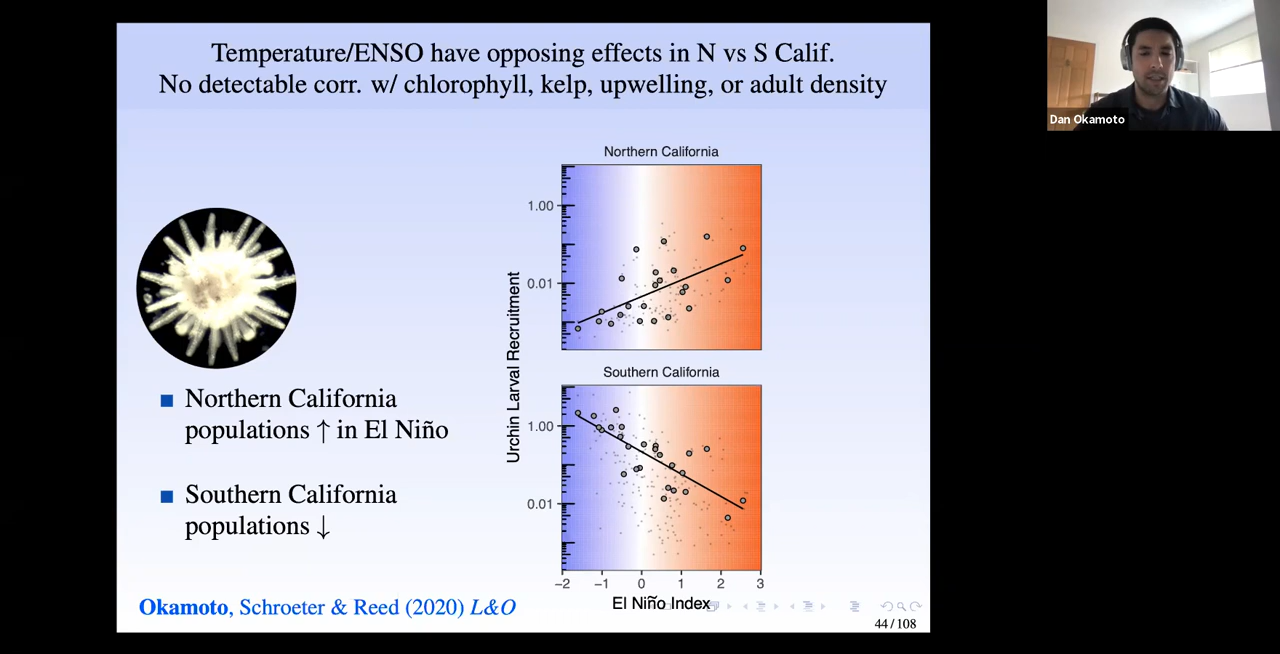 Temperature/ENSO have opposing effects in N vs S Calif.
No detectable corr. w/ chlorophyll, kelp, upwelling, or adult density
Dan Okamoto
Northern California
1.00
0.01
Urchin Larval Recruitment
Southern California
1.00
0.01
−2 −1 0 1 2 3
El Niño Index
■ Northern California
populations ↑ in El Niño
■ Southern California
populations ↓
Okamoto, Schroeter & Reed (2020) L&O
44 / 108